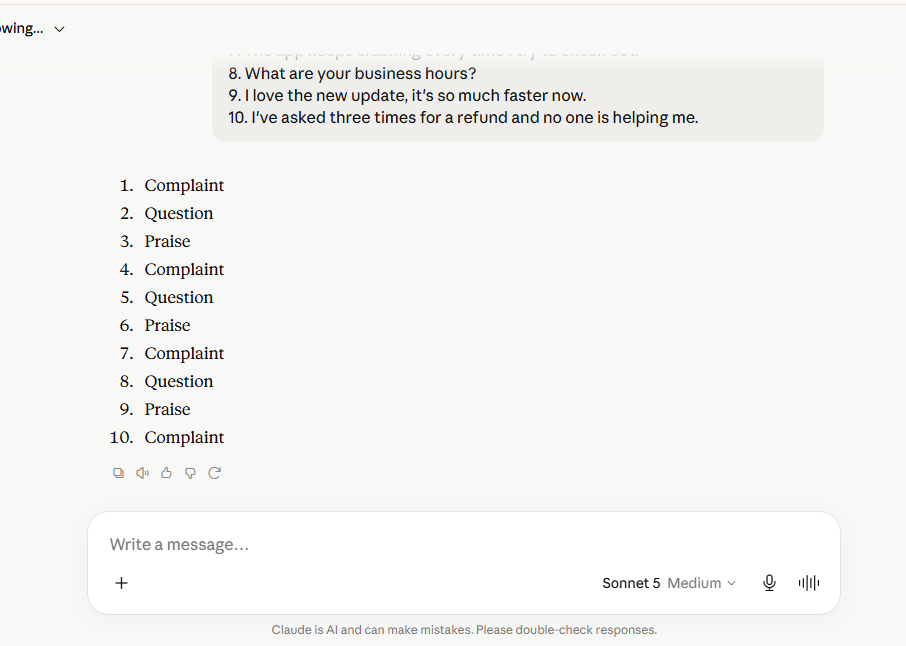 owing...
8. What are your business hours?
9. I love the new update, it's so much faster now.
10. I've asked three times for a refund and no one is helping me.
1. Complaint
2. Question
3. Praise
4. Complaint
5. Question
6. Praise
7. Complaint
8. Question
9. Praise
10. Complaint
Write a message...
Sonnet 5 Medium
Claude is AI and can make mistakes. Please double-check responses.